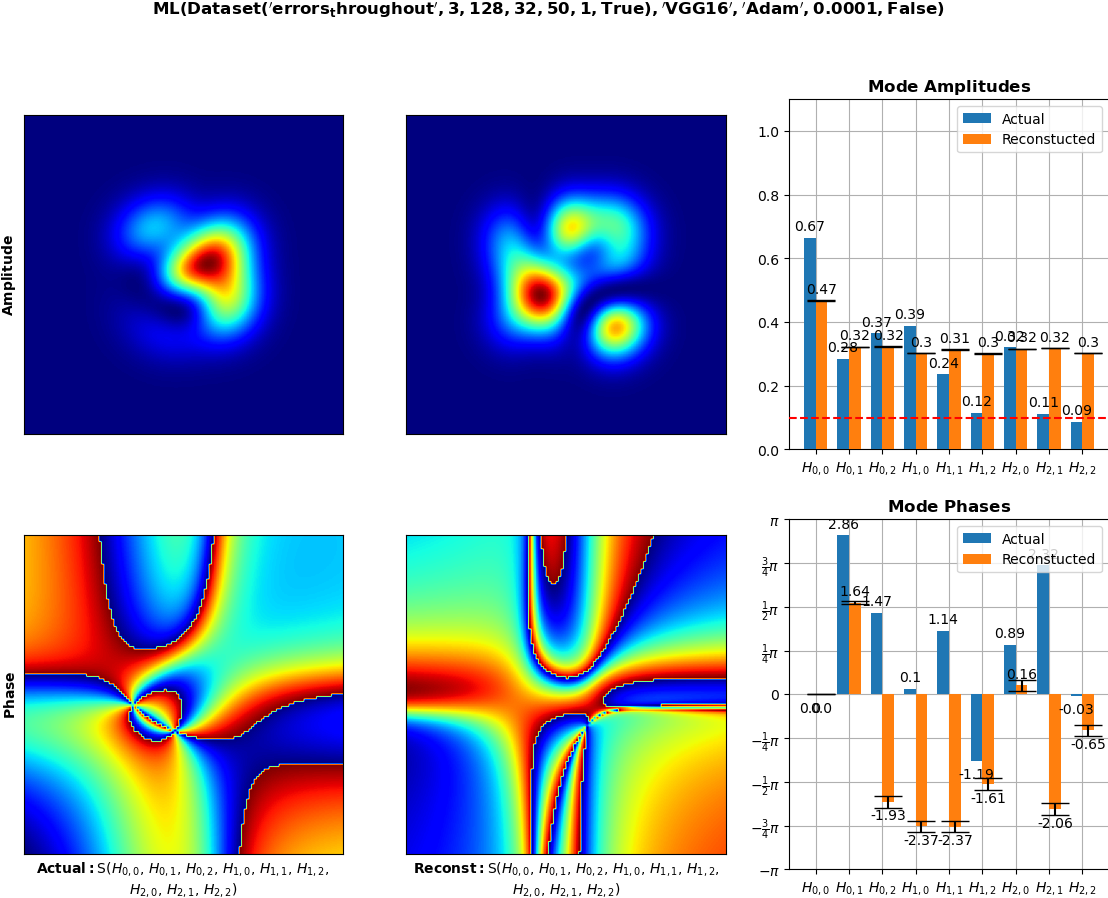 ML(Dataset('errors_throughout', 3, 128, 32, 50, 1, True), 'VGG16', 'Adam', 0.0001, False)
Amplitude
Mode Amplitudes
Actual
Reconstucted
1.0
0.8
0.6
0.4
0.2
0.0
0.67
0.47
0.28
0.32
0.37
0.32
0.39
0.3
0.24
0.31
0.12
0.3
0.32
0.32
0.11
0.32
0.09
0.3
H0,0 H0,1 H0,2 H1,0 H1,1 H1,2 H2,0 H2,1 H2,2
Phase
Mode Phases
Actual
Reconstucted
π
3/4π
1/2π
1/4π
0
−1/4π
−1/2π
−3/4π
−π
0.0
0.0
2.86
1.64
1.47
-1.93
0.1
-2.37
1.14
-2.37
-1.19
-1.61
0.89
0.16
-2.06
-0.03
-0.65
H0,0 H0,1 H0,2 H1,0 H1,1 H1,2 H2,0 H2,1 H2,2
Actual: S(H0,0, H0,1, H0,2, H1,0, H1,1, H1,2,
H2,0, H2,1, H2,2)
Reconst: S(H0,0, H0,1, H0,2, H1,0, H1,1, H1,2,
H2,0, H2,1, H2,2)